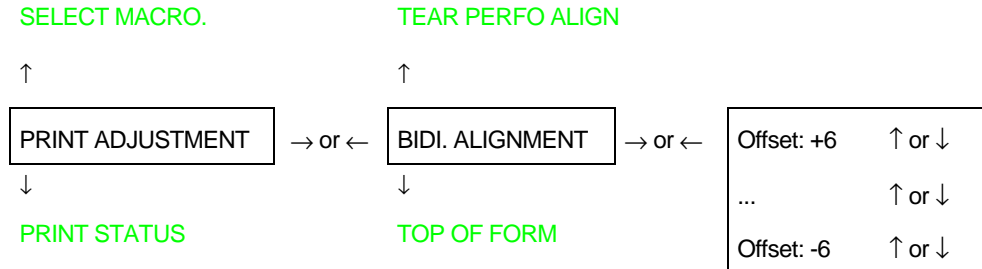 SELECT MACRO. TEAR PERFO ALIGN
↑ ↑
PRINT ADJUSTMENT → or ← BIDI. ALIGNMENT → or ← Offset: +6 ↑ or ↓
↓ ↓ ... ↑ or ↓
PRINT STATUS TOP OF FORM Offset: -6 ↑ or ↓